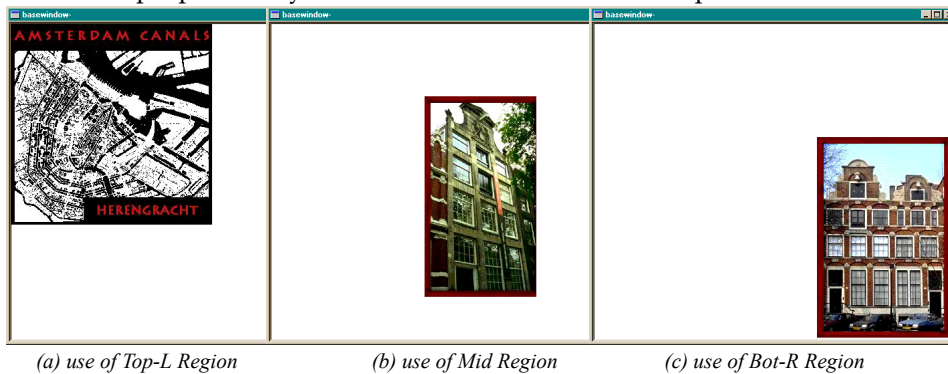 basewindow-
AMSTERDAM CANALS
HERENGRACHT
basewindow-
basewindow-
(a) use of Top-L Region
(b) use of Mid Region
(c) use of Bot-R Region